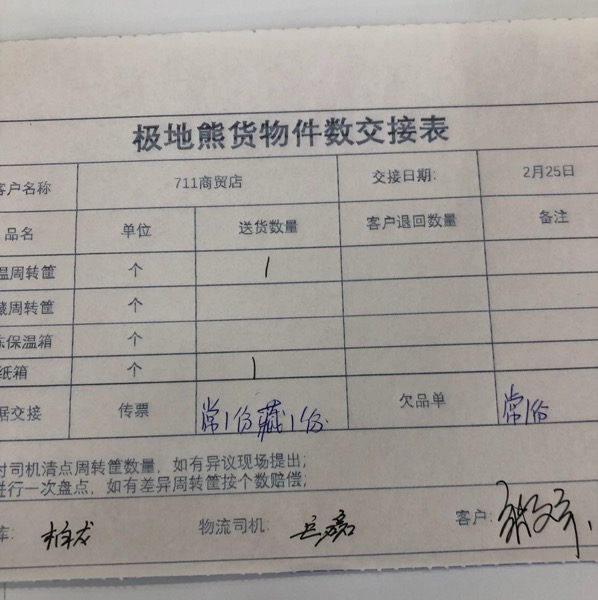 极地熊货物件数交接表
客户名称 711商贸店 交接日期: 2月25日
品名 单位 送货数量 客户退回数量 备注
温周转筐 个 1
藏周转筐 个
冻保温箱 个
纸箱 个 1
据交接 传票 常1份藏1份 欠品单 常1份
对司机清点周转筐数量，如有异议现场提出；
进行一次盘点，如有差异周转筐按个数赔偿；
库: 物流司机: 客户: